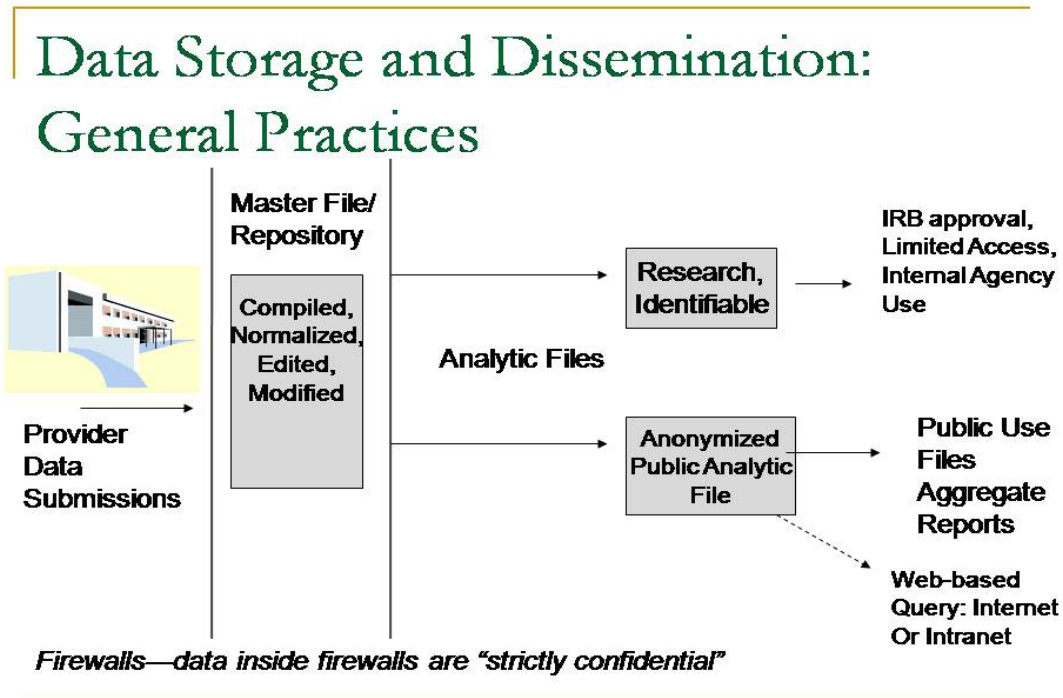 Data Storage and Dissemination:
General Practices
Master File/
Repository
Compiled,
Normalized,
Edited,
Modified
Provider
Data
Submissions
Analytic Files
Research,
Identifiable
IRB approval,
Limited Access,
Internal Agency
Use
Anonymized
Public Analytic
File
Public Use
Files
Aggregate
Reports
Web-based
Query: Internet
Or Intranet
Firewalls—data inside firewalls are “strictly confidential”